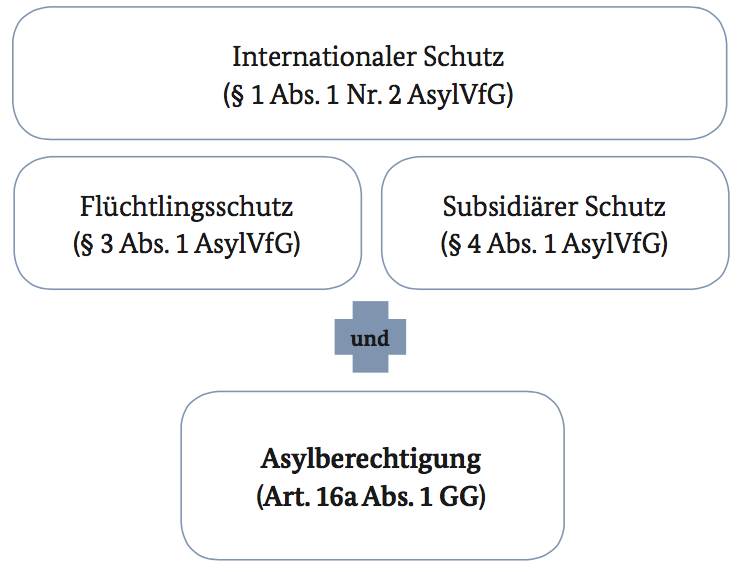 Internationaler Schutz
(§ 1 Abs. 1 Nr. 2 AsylVfG)
Flüchtlingsschutz
(§ 3 Abs. 1 AsylVfG)
Subsidiärer Schutz
(§ 4 Abs. 1 AsylVfG)
und
Asylberechtigung
(Art. 16a Abs. 1 GG)